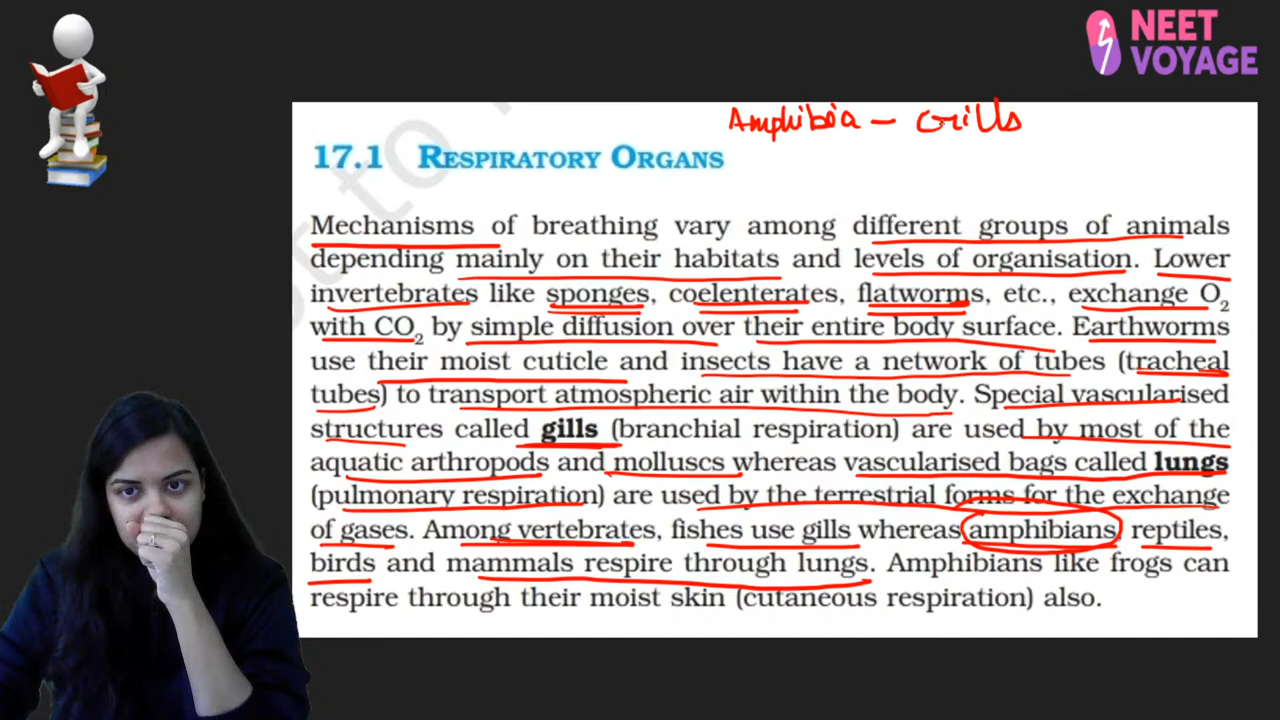 NEET
VOYAGE
Amphibia - Gills
17.1 RESPIRATORY ORGANS
Mechanisms of breathing vary among different groups of animals
depending mainly on their habitats and levels of organisation. Lower
invertebrates like sponges, coelenterates, flatworms, etc., exchange O₂
with CO₂ by simple diffusion over their entire body surface. Earthworms
use their moist cuticle and insects have a network of tubes (tracheal
tubes) to transport atmospheric air within the body. Special vascularised
structures called gills (branchial respiration) are used by most of the
aquatic arthropods and molluscs whereas vascularised bags called lungs
(pulmonary respiration) are used by the terrestrial forms for the exchange
of gases. Among vertebrates, fishes use gills whereas amphibians, reptiles,
birds and mammals respire through lungs. Amphibians like frogs can
respire through their moist skin (cutaneous respiration) also.